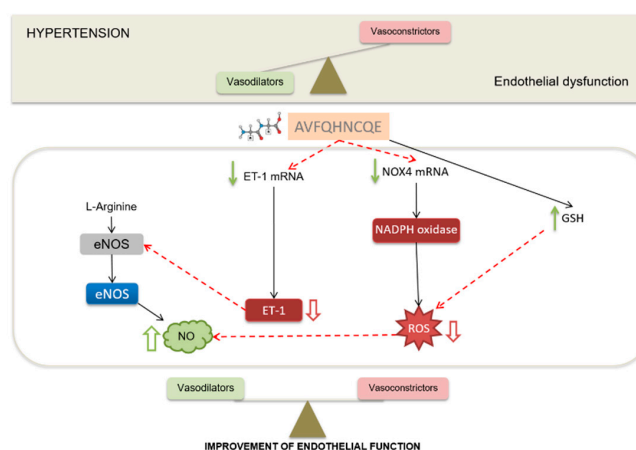 HYPERTENSION
Vasoconstrictors
Vasodilators
Endothelial dysfunction
AVFQHNCQE
ET-1 mRNA
NOX4 mRNA
L-Arginine
GSH
NADPH oxidase
eNOS
eNOS
ET-1
NO
ROS
Vasodilators
Vasoconstrictors
IMPROVEMENT OF ENDOTHELIAL FUNCTION